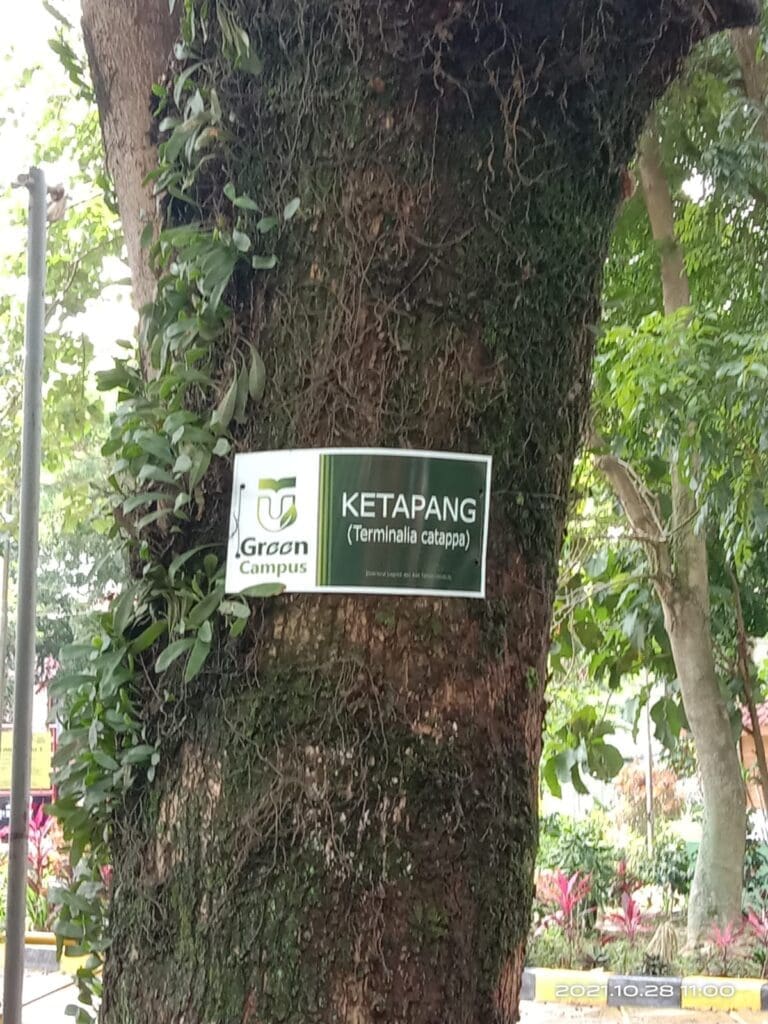 KETAPANG
(Terminalia catappa)
Green
Campus
2021.10.28 11:00